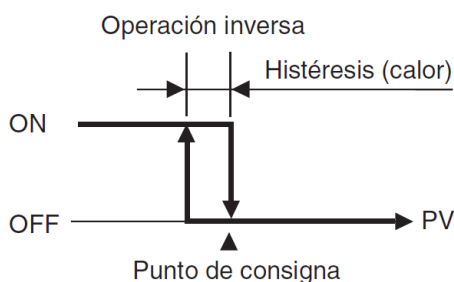 Operación inversa
Histéresis (calor)
ON
OFF
PV
Punto de consigna